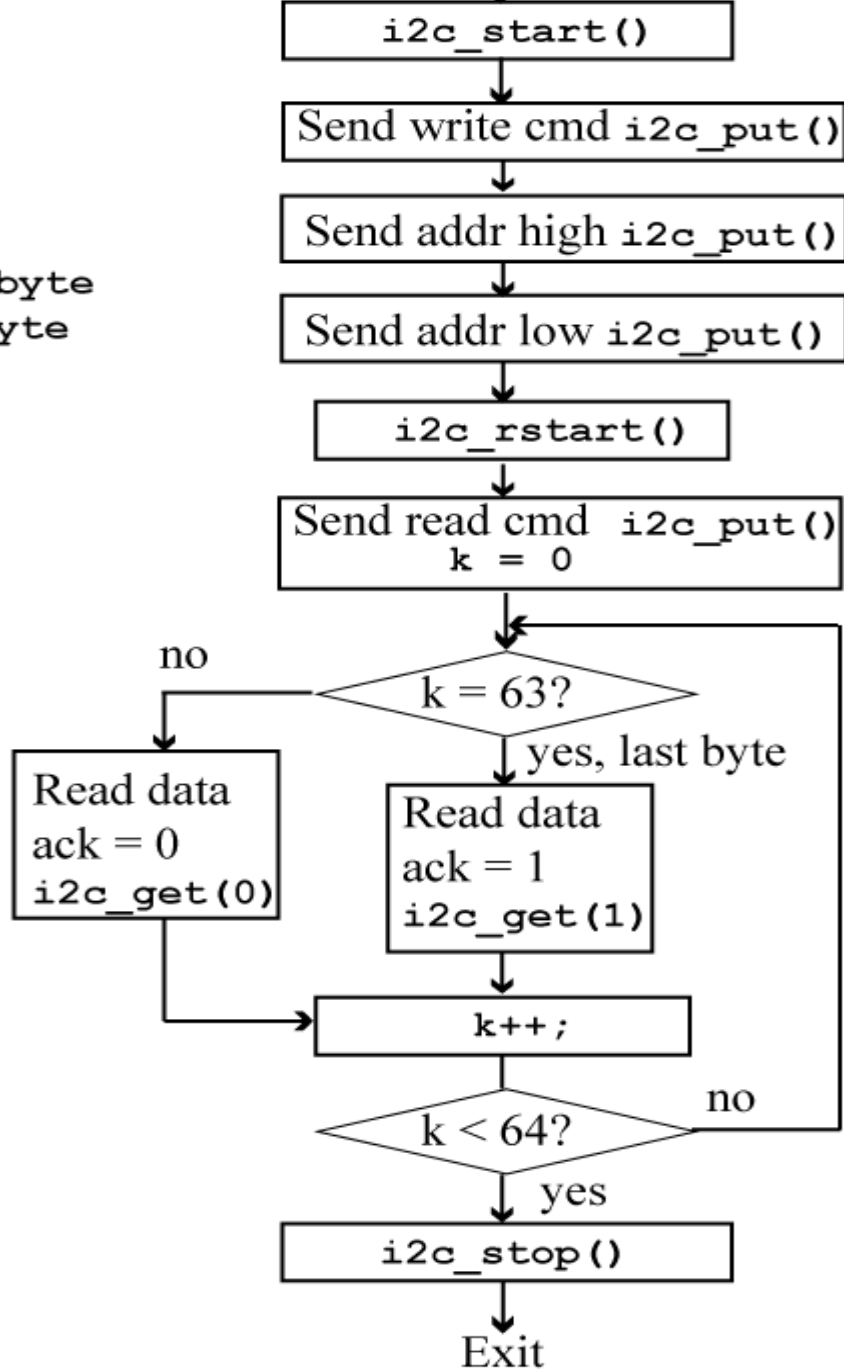 i2c_start()
Send write cmd i2c_put()
Send addr high i2c_put()
byte
Send addr low i2c_put()
i2c_rstart()
Send read cmd i2c_put()
k = 0
no
k = 63?
yes, last byte
Read data
ack = 0
i2c_get(0)
Read data
ack = 1
i2c_get(1)
k++;
k < 64?
no
yes
i2c_stop()
Exit